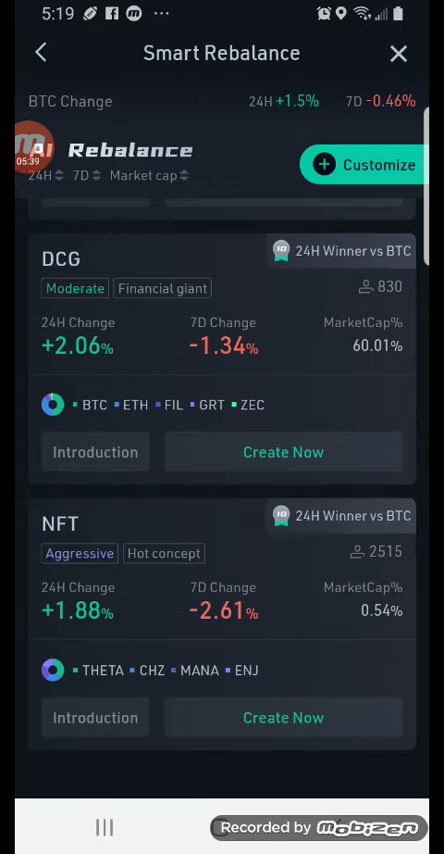 5:19
Smart Rebalance
BTC Change 24H +1.5% 7D -0.46%
AI Rebalance
05:39
24H 7D Market cap
+ Customize
DCG
24H Winner vs BTC
Moderate Financial giant
830
24H Change 7D Change MarketCap%
+2.06% -1.34% 60.01%
BTC ETH FIL GRT ZEC
Introduction Create Now
NFT
24H Winner vs BTC
Aggressive Hot concept
2515
24H Change 7D Change MarketCap%
+1.88% -2.61% 0.54%
THETA CHZ MANA ENJ
Introduction Create Now
Recorded by mobizen